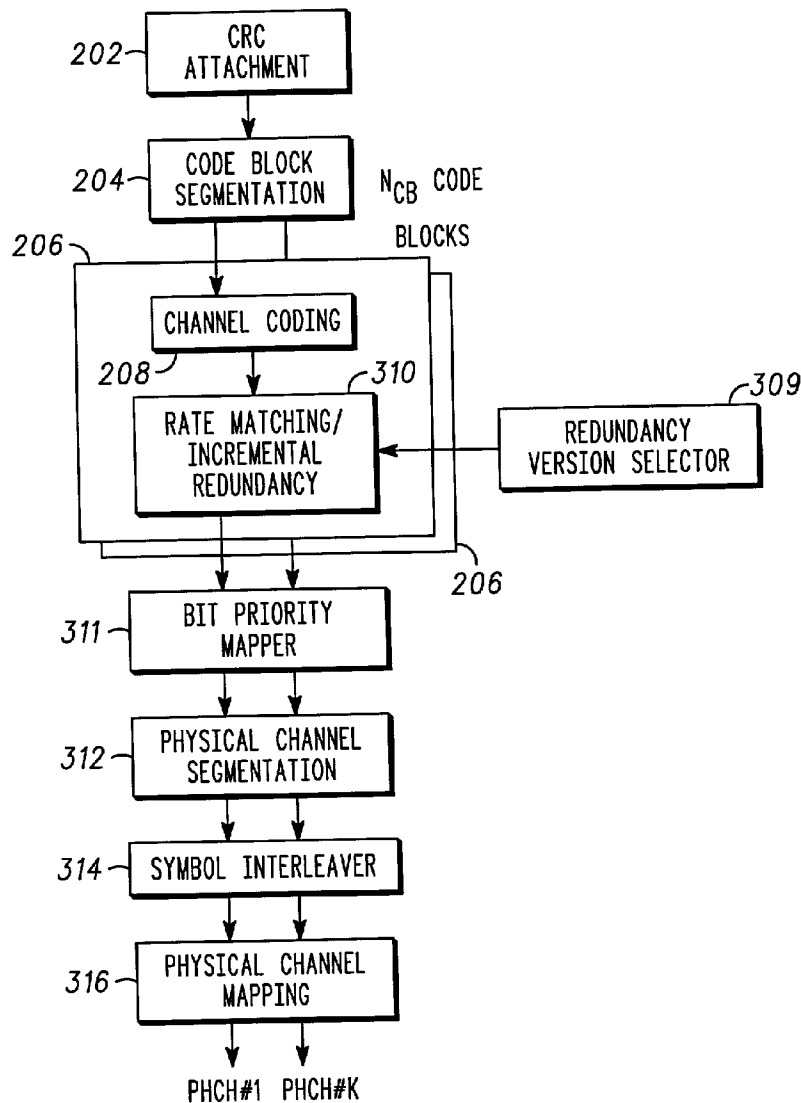 202
CRC
ATTACHMENT
204
CODE BLOCK
SEGMENTATION
N_CB CODE
BLOCKS
206
CHANNEL CODING
208
310
RATE MATCHING/
INCREMENTAL
REDUNDANCY
309
REDUNDANCY
VERSION SELECTOR
206
311
BIT PRIORITY
MAPPER
312
PHYSICAL CHANNEL
SEGMENTATION
314
SYMBOL INTERLEAVER
316
PHYSICAL CHANNEL
MAPPING
PHCH#1 PHCH#K